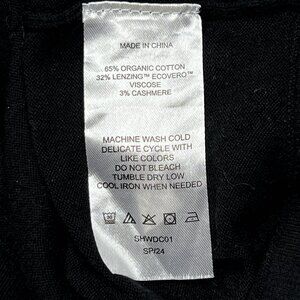 MADE IN CHINA
65% ORGANIC COTTON
32% LENZING™ ECOVERO™
VISCOSE
3% CASHMERE
MACHINE WASH COLD
DELICATE CYCLE WITH
LIKE COLORS
DO NOT BLEACH
TUMBLE DRY LOW
COOL IRON WHEN NEEDED
SHWDC01
SP/24